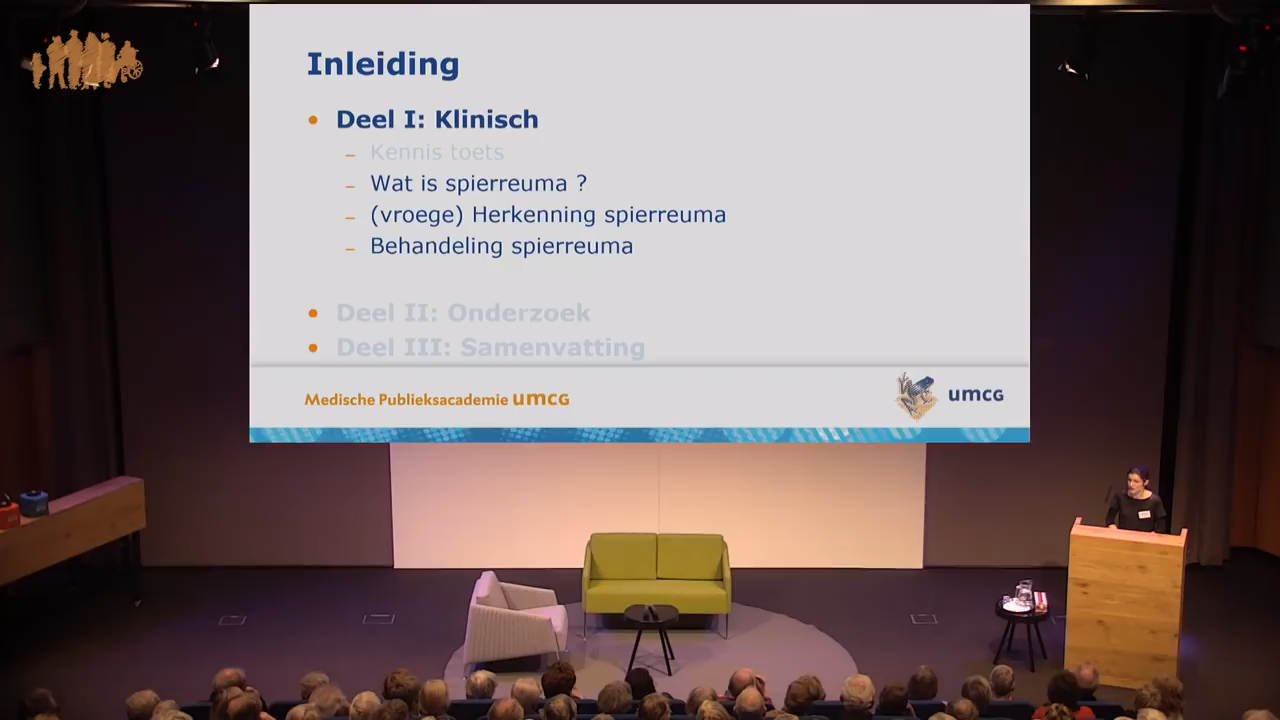 Inleiding
• Deel I: Klinisch
– Kennis toets
– Wat is spierreuma ?
– (vroege) Herkenning spierreuma
– Behandeling spierreuma
• Deel II: Onderzoek
• Deel III: Samenvatting
Medische Publieksacademie umcg
umcg